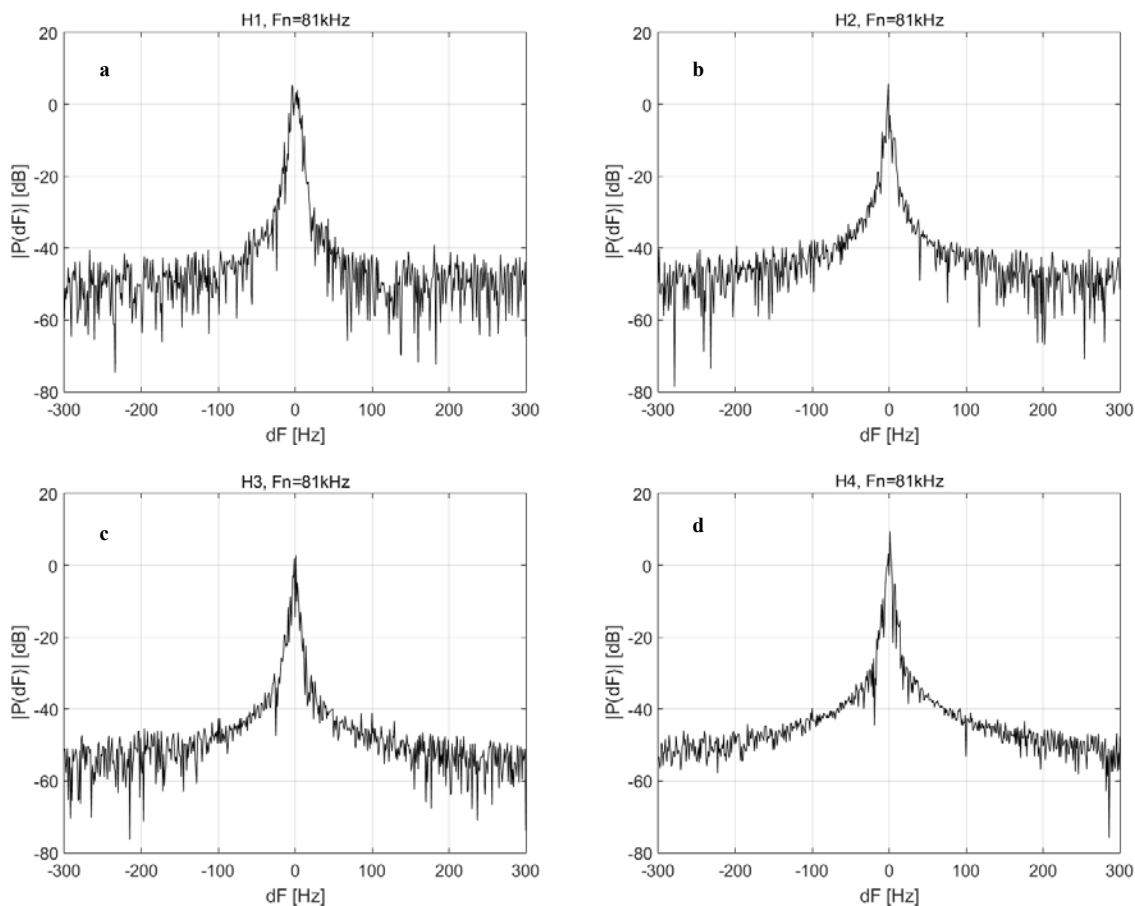 H1, Fn=81kHz
a
20
0
-20
-40
-60
-80
|P(dF)| [dB]
-300 -200 -100 0 100 200 300
dF [Hz]
H2, Fn=81kHz
b
20
0
-20
-40
-60
-80
|P(dF)| [dB]
-300 -200 -100 0 100 200 300
dF [Hz]
H3, Fn=81kHz
c
20
0
-20
-40
-60
-80
|P(dF)| [dB]
-300 -200 -100 0 100 200 300
dF [Hz]
H4, Fn=81kHz
d
20
0
-20
-40
-60
-80
|P(dF)| [dB]
-300 -200 -100 0 100 200 300
dF [Hz]